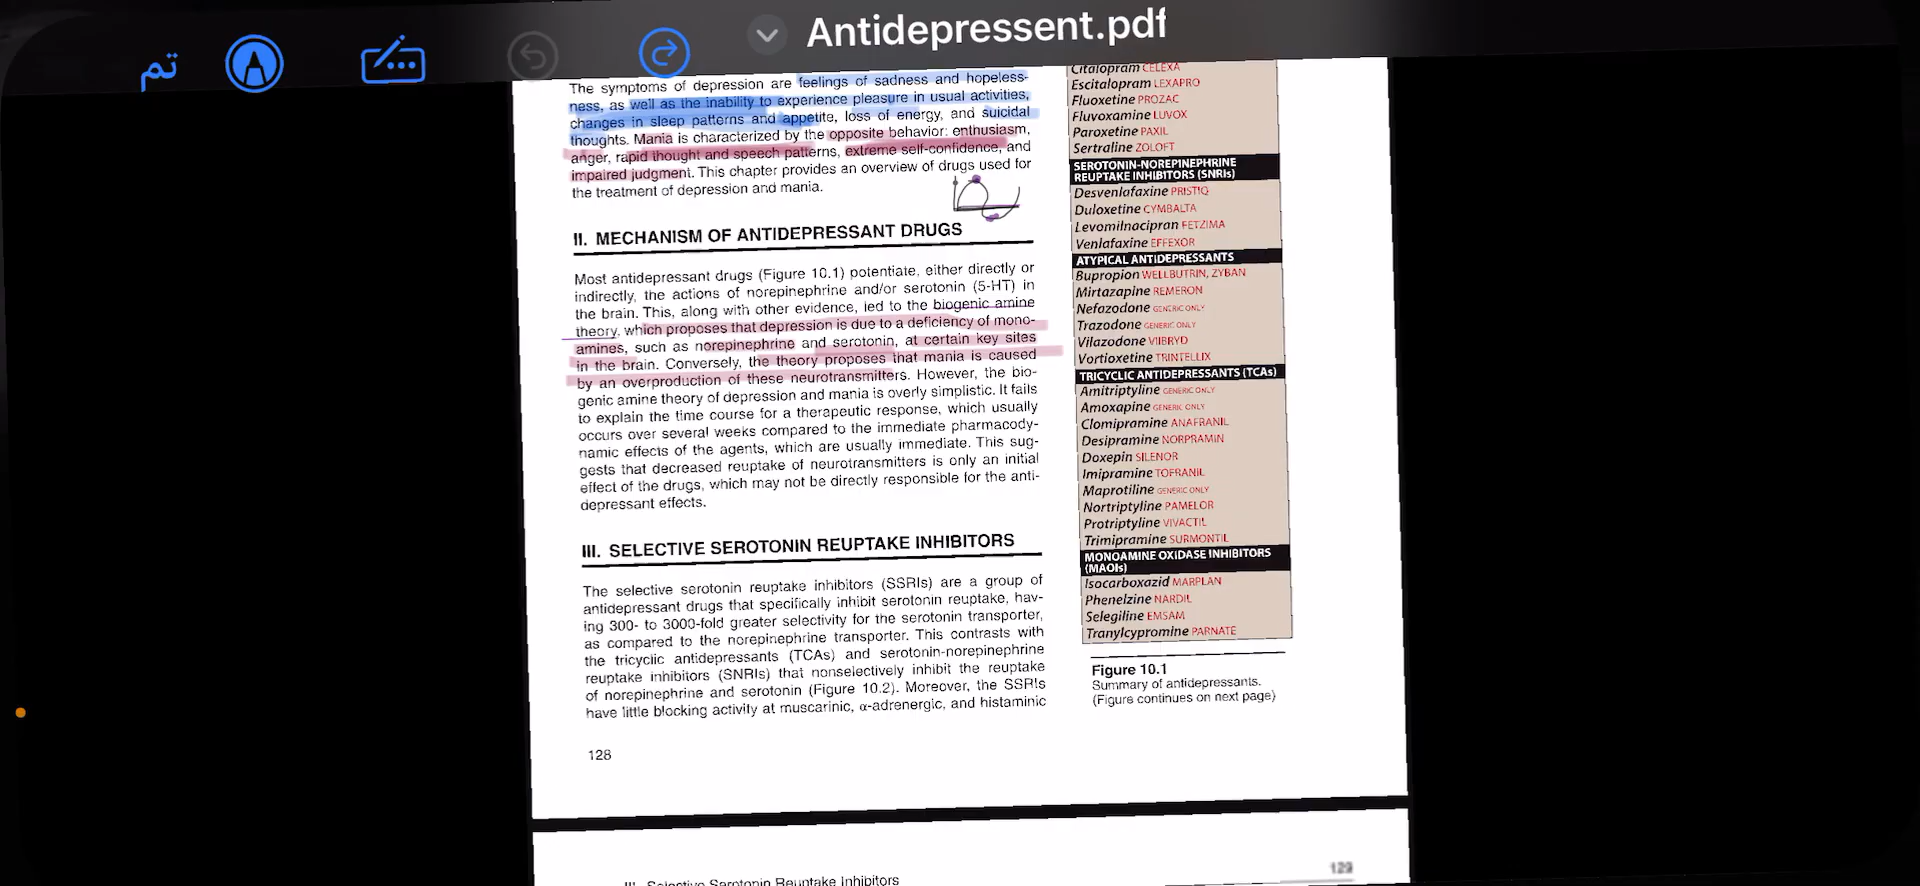 تم
Antidepressent.pdf
The symptoms of depression are feelings of sadness and hopeless-
ness, as well as the inability to experience pleasure in usual activities,
changes in sleep patterns and appetite, loss of energy, and suicidal
thoughts. Mania is characterized by the opposite behavior: enthusiasm,
anger, rapid thought and speech patterns, extreme self-confidence, and
impaired judgment. This chapter provides an overview of drugs used for
the treatment of depression and mania.
II. MECHANISM OF ANTIDEPRESSANT DRUGS
Most antidepressant drugs (Figure 10.1) potentiate, either directly or
indirectly, the actions of norepinephrine and/or serotonin (5-HT) in
the brain. This, along with other evidence, led to the biogenic amine
theory, which proposes that depression is due to a deficiency of mono-
amines, such as norepinephrine and serotonin, at certain key sites
in the brain. Conversely, the theory proposes that mania is caused
by an overproduction of these neurotransmitters. However, the bio-
genic amine theory of depression and mania is overly simplistic. It fails
to explain the time course for a therapeutic response, which usually
occurs over several weeks compared to the immediate pharmacody-
namic effects of the agents, which are usually immediate. This sug-
gests that decreased reuptake of neurotransmitters is only an initial
effect of the drugs, which may not be directly responsible for the anti-
depressant effects.
III. SELECTIVE SEROTONIN REUPTAKE INHIBITORS
The selective serotonin reuptake inhibitors (SSRIs) are a group of
antidepressant drugs that specifically inhibit serotonin reuptake, hav-
ing 300- to 3000-fold greater selectivity for the serotonin transporter,
as compared to the norepinephrine transporter. This contrasts with
the tricyclic antidepressants (TCAs) and serotonin-norepinephrine
reuptake inhibitors (SNRIs) that nonselectively inhibit the reuptake
of norepinephrine and serotonin (Figure 10.2). Moreover, the SSRIs
have little blocking activity at muscarinic, α-adrenergic, and histaminic
128
Citalopram CELEXA
Escitalopram LEXAPRO
Fluoxetine PROZAC
Fluvoxamine LUVOX
Paroxetine PAXIL
Sertraline ZOLOFT
SEROTONIN-NOREPINEPHRINE
REUPTAKE INHIBITORS (SNRIs)
Desvenlafaxine PRISTIQ
Duloxetine CYMBALTA
Levomilnacipran FETZIMA
Venlafaxine EFFEXOR
ATYPICAL ANTIDEPRESSANTS
Bupropion WELLBUTRIN, ZYBAN
Mirtazapine REMERON
Nefazodone GENERIC ONLY
Trazodone GENERIC ONLY
Vilazodone VIIBRYD
Vortioxetine TRINTELLIX
TRICYCLIC ANTIDEPRESSANTS (TCAs)
Amitriptyline GENERIC ONLY
Amoxapine GENERIC ONLY
Clomipramine ANAFRANIL
Desipramine NORPRAMIN
Doxepin SILENOR
Imipramine TOFRANIL
Maprotiline GENERIC ONLY
Nortriptyline PAMELOR
Protriptyline VIVACTIL
Trimipramine SURMONTIL
MONOAMINE OXIDASE INHIBITORS
(MAOIs)
Isocarboxazid MARPLAN
Phenelzine NARDIL
Selegiline EMSAM
Tranylcypromine PARNATE
Figure 10.1
Summary of antidepressants.
(Figure continues on next page)
III. Selective Serotonin Reuptake Inhibitors
129